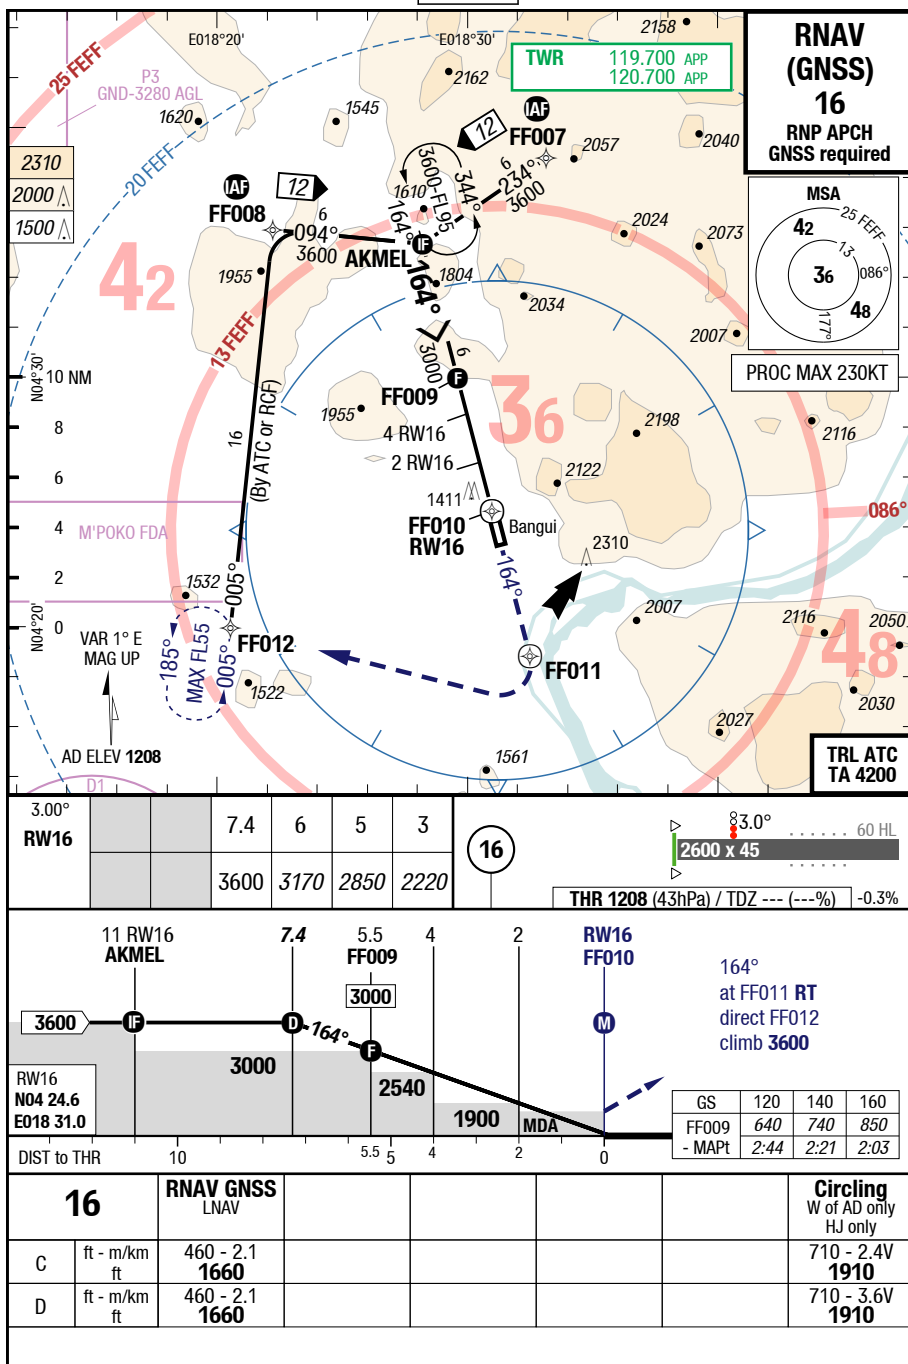 E018°20'
E018°30'
2158
RNAV
(GNSS)
16
RNP APCH
GNSS required
TWR 119.700 APP
120.700 APP
25 FEFF
P3
GND-3280 AGL
2162
1545
1620
20 FEFF
IAF
FF007
12
2057
2040
2310
2000
1500
IAF
FF008
12
6
094°
3600
3600-FL95
344°
164°
1610
6
234°
3600
MSA
25 FEFF
42
13
086°
36
48
177°
2024
2073
AKMEL
IF
1955
42
1804
164°
2034
2007
13 FEFF
N04°30'
10 NM
6
3000
FF009
F
PROC MAX 230KT
1955
36
2198
2116
8
16
(By ATC or RCF)
4 RW16
2 RW16
6
2122
1411
FF010
RW16
Bangui
086°
4
M'POKO FDA
2310
164°
2
1532
005°
2007
2116
2050
N04°20'
0
FF012
VAR 1° E
MAG UP
185°
MAX FL55
005°
FF011
48
1522
2030
2027
AD ELEV 1208
1561
TRL ATC
TA 4200
D1
3.00°
RW16
7.4 6 5 3
3600 3170 2850 2220
16
3.0°
60 HL
2600 x 45
THR 1208 (43hPa) / TDZ --- (---%) -0.3%
11 RW16
AKMEL
7.4
5.5
FF009
4
2
RW16
FF010
3000
164°
at FF011 RT
direct FF012
climb 3600
3600
IF
D
164°
F
M
3000
2540
1900
MDA
RW16
N04 24.6
E018 31.0
GS 120 140 160
FF009 640 740 850
- MAPt 2:44 2:21 2:03
DIST to THR 10 5.5 5 4 2 0
16
RNAV GNSS
LNAV
Circling
W of AD only
HJ only
C ft - m/km 460 - 2.1 710 - 2.4V
ft 1660 1910
D ft - m/km 460 - 2.1 710 - 3.6V
ft 1660 1910